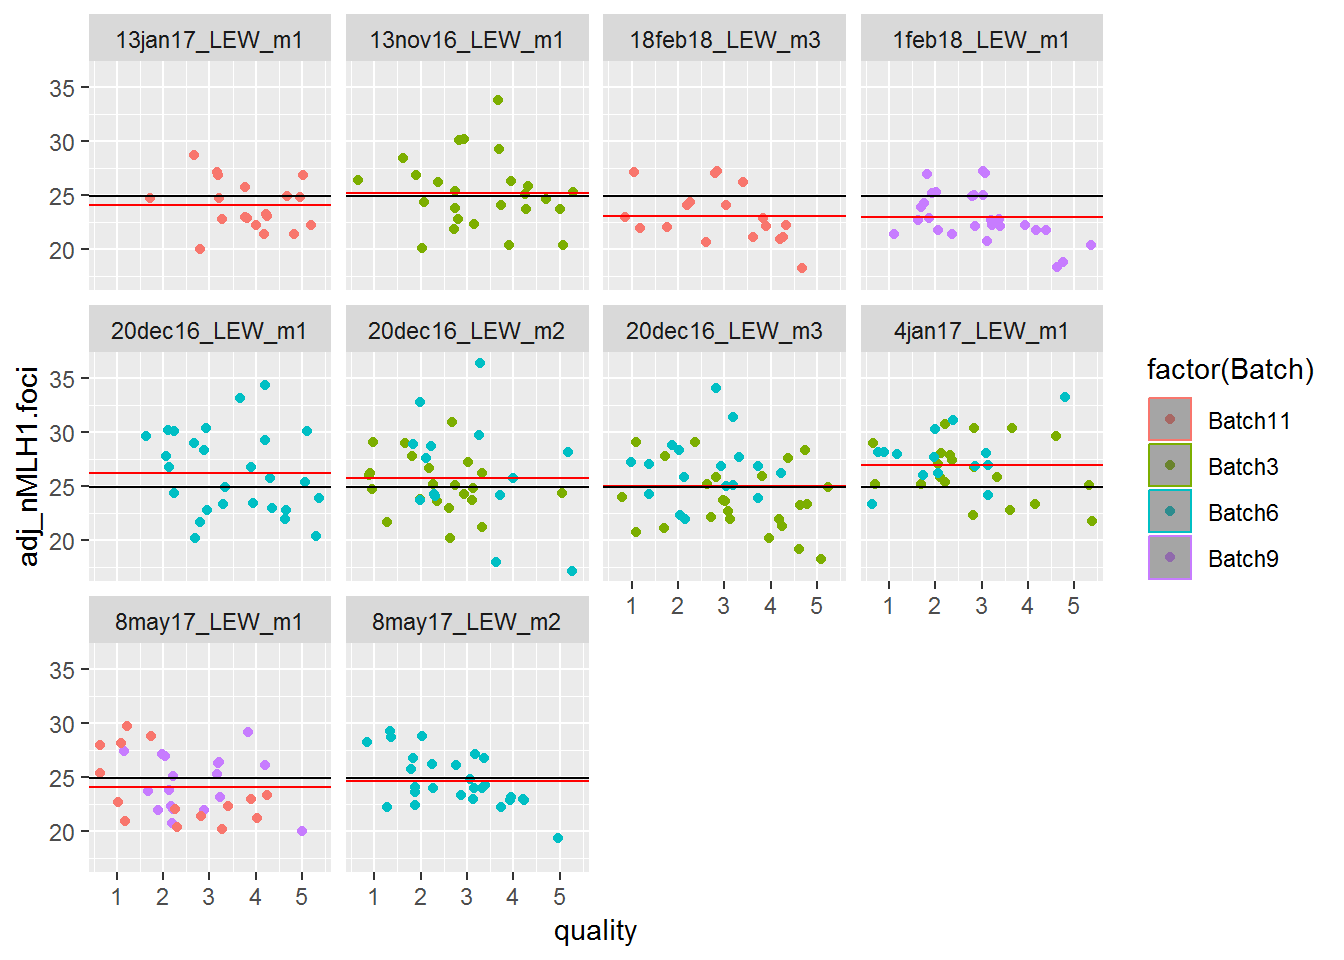 13jan17_LEW_m1 13nov16_LEW_m1 18feb18_LEW_m3 1feb18_LEW_m1
35
30
25
20
20dec16_LEW_m1 20dec16_LEW_m2 20dec16_LEW_m3 4jan17_LEW_m1
35
30
25
20
1 2 3 4 5 1 2 3 4 5
8may17_LEW_m1 8may17_LEW_m2
35
30
25
20
1 2 3 4 5 1 2 3 4 5
quality
adj_nMLH1.foci
factor(Batch)
Batch11
Batch3
Batch6
Batch9